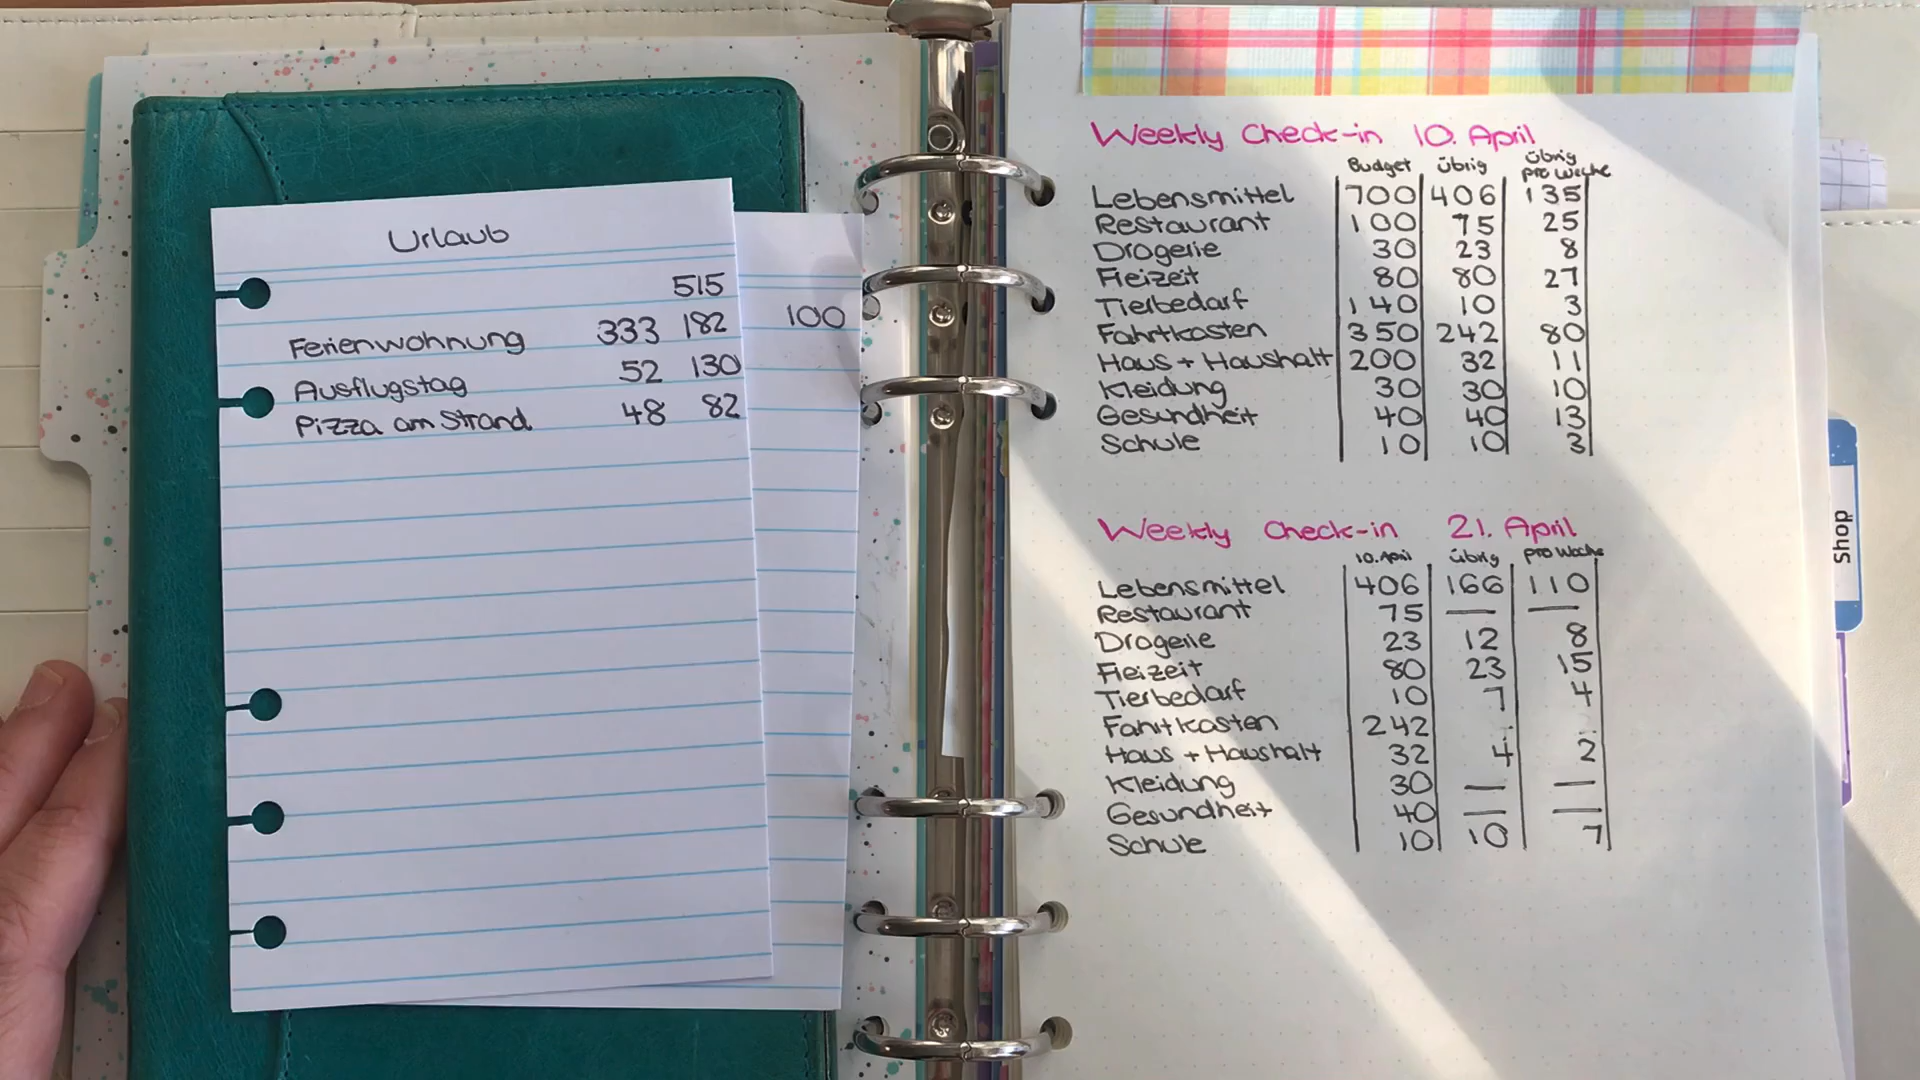 Urlaub
515
Ferienwohnung 333 182
Ausflugstag 52 130
Pizza am Strand 48 82
100
Weekly Check-in 10. April
Budget übrig übrig pro Woche
Lebensmittel 700 406 135
Restaurant 100 75 25
Drogerie 30 23 8
Freizeit 80 80 27
Tierbedarf 140 10 3
Fahrtkosten 350 242 80
Haus + Haushalt 200 32 11
Kleidung 30 30 10
Gesundheit 40 40 13
Schule 10 10 3
Weekly Check-in 21. April
10. April übrig pro Woche
Lebensmittel 406 166 110
Restaurant 75 — —
Drogerie 23 12 8
Freizeit 80 23 15
Tierbedarf 10 7 4
Fahrtkosten 242
Haus + Haushalt 32 4 2
Kleidung 30 — —
Gesundheit 40 — —
Schule 10 10 7
Shop